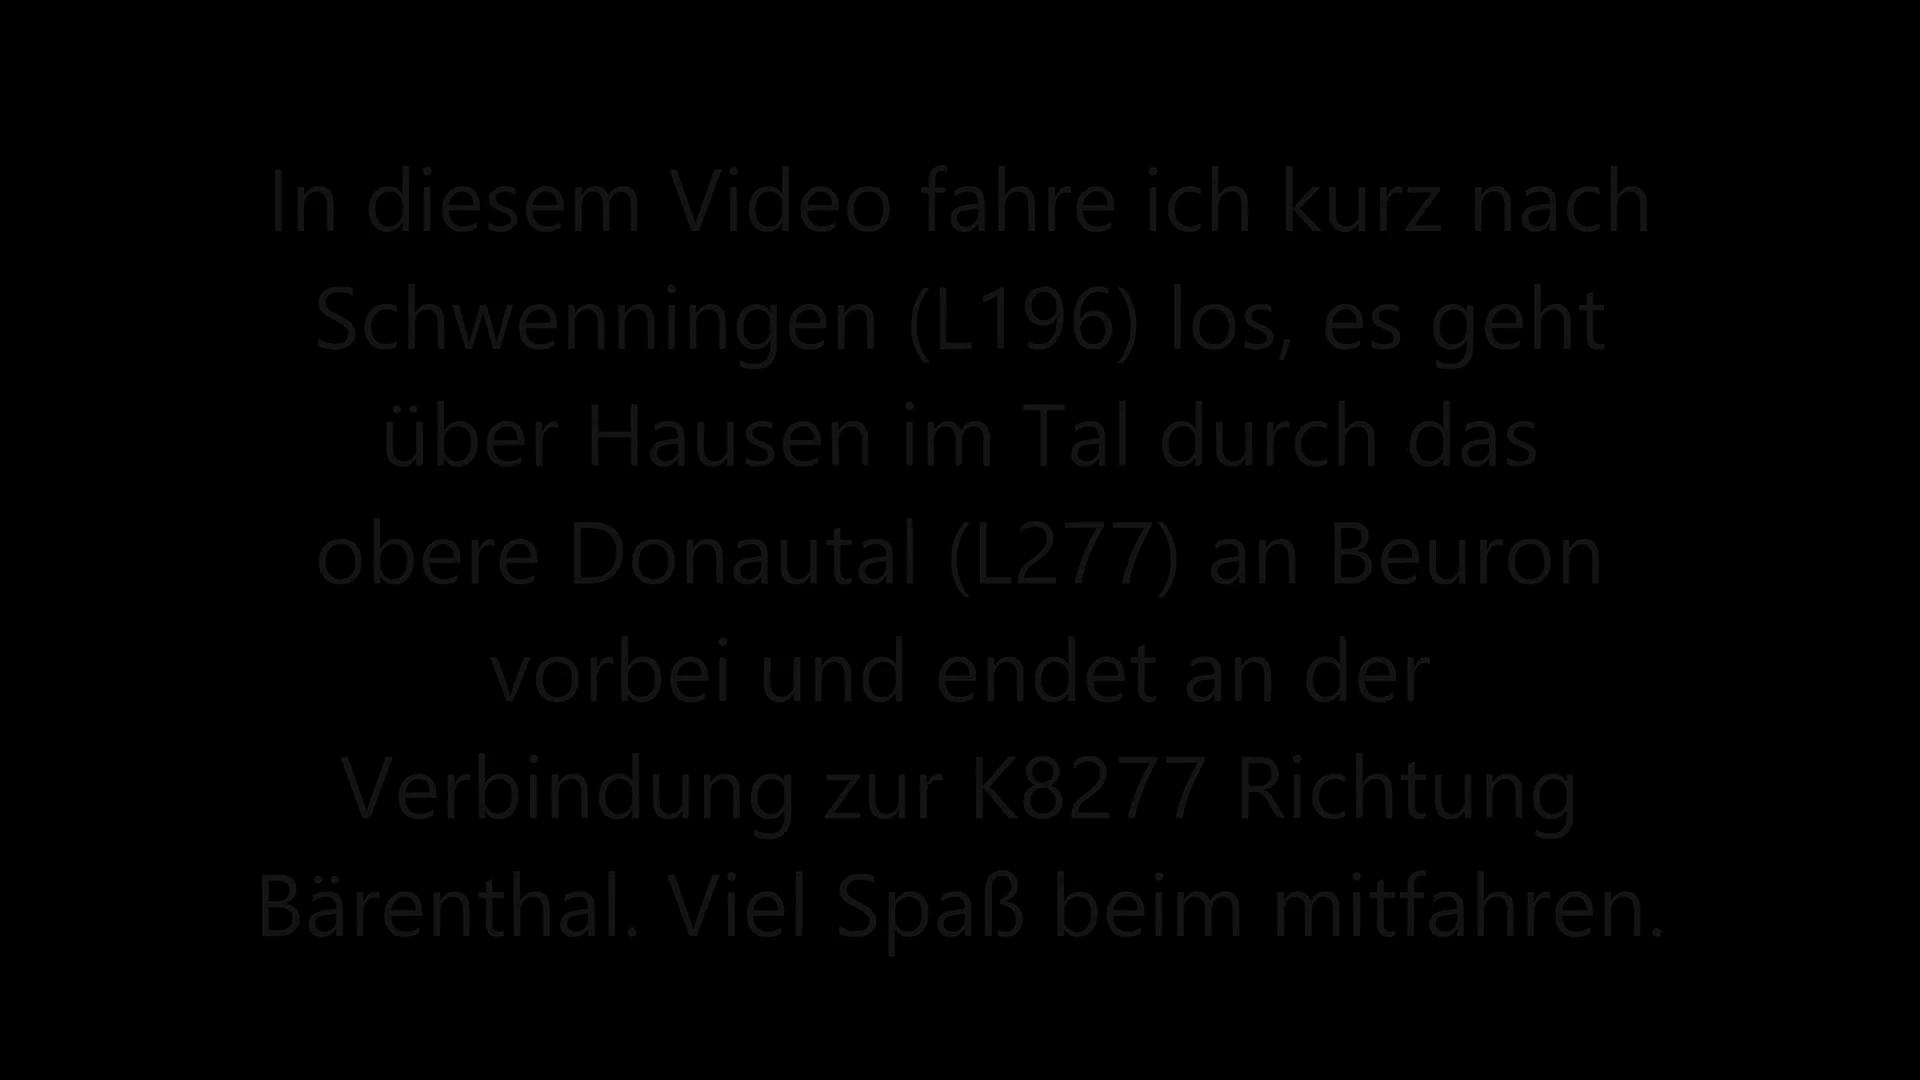 In diesem Video fahre ich kurz nach
Schwenningen (L196) los, es geht
über Hausen im Tal durch das
obere Donautal (L277) an Beuron
vorbei und endet an der
Verbindung zur K8277 Richtung
Bärenthal. Viel Spaß beim mitfahren.